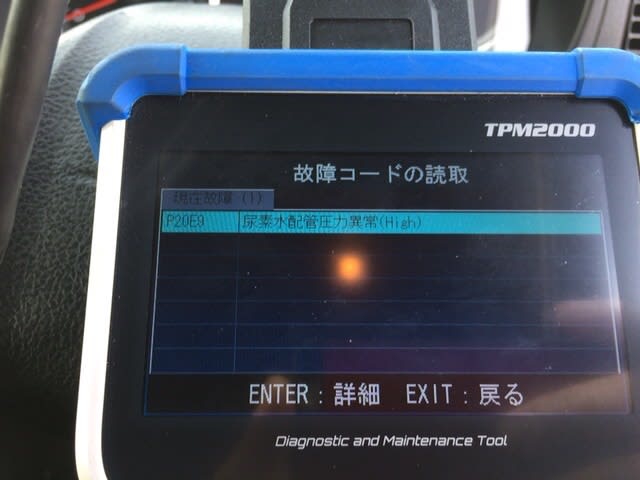 TPM2000
故障コードの読取
現在故障 (1)
P20E9 尿素水配管圧力異常(High)
ENTER：詳細 EXIT：戻る
Diagnostic and Maintenance Tool